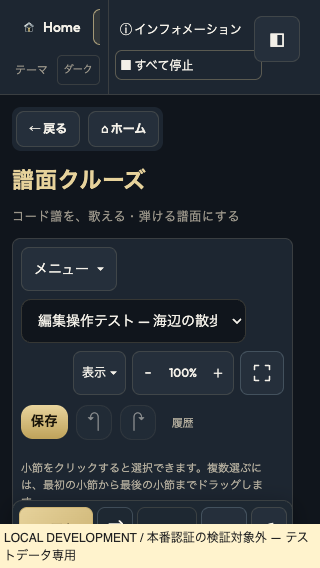 Home
ⓘインフォメーション
テーマ
ダーク
■ すべて停止
←戻る
⌂ホーム
譜面クルーズ
コード譜を、歌える・弾ける譜面にする
メニュー
編集操作テスト — 海辺の散歩
表示
- 100% +
保存
履歴
小節をクリックすると選択できます。複数選ぶに
は、最初の小節から最後の小節までドラッグしま
LOCAL DEVELOPMENT / 本番認証の検証対象外 — テス
トデータ専用